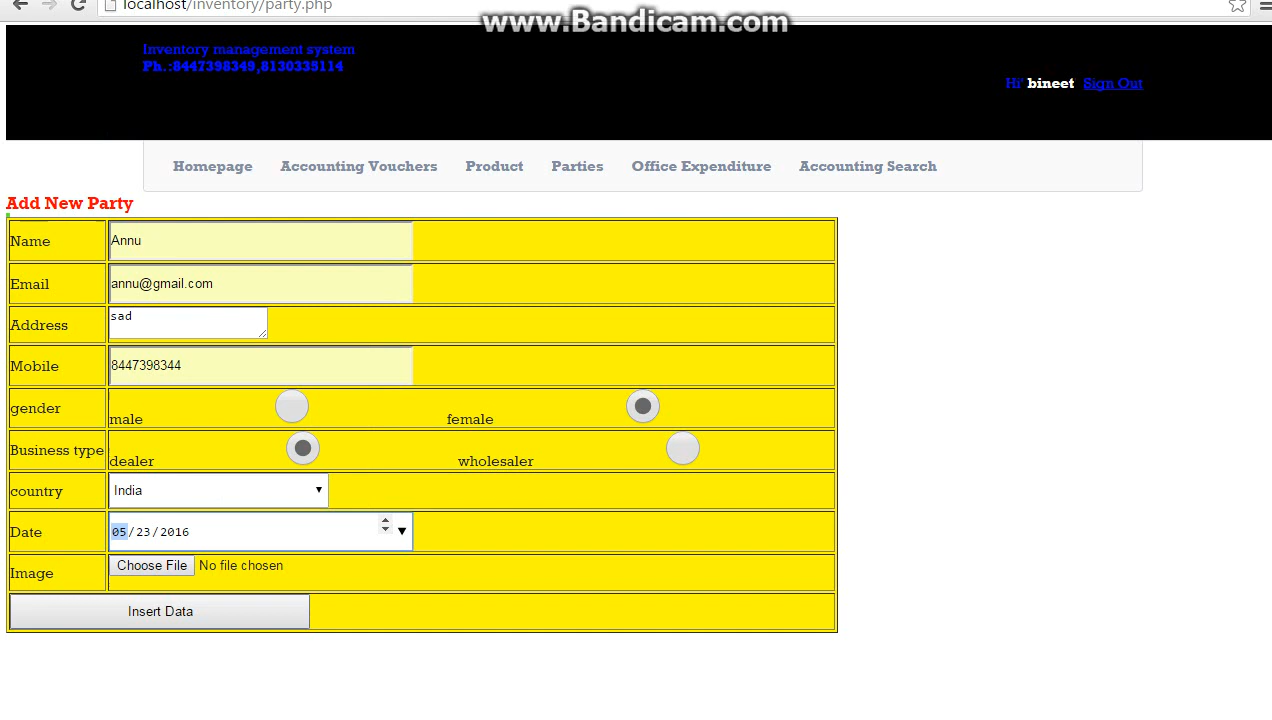 localhost/inventory/party.php
www.Bandicam.com
Inventory management system
Ph.:8447398349,8130335114
Hi' bineet Sign Out
Homepage Accounting Vouchers Product Parties Office Expenditure Accounting Search
Add New Party
Name Annu
Email annu@gmail.com
Address sad
Mobile 8447398344
gender male female
Business type dealer wholesaler
country India
Date 05/23/2016
Image Choose File No file chosen
Insert Data